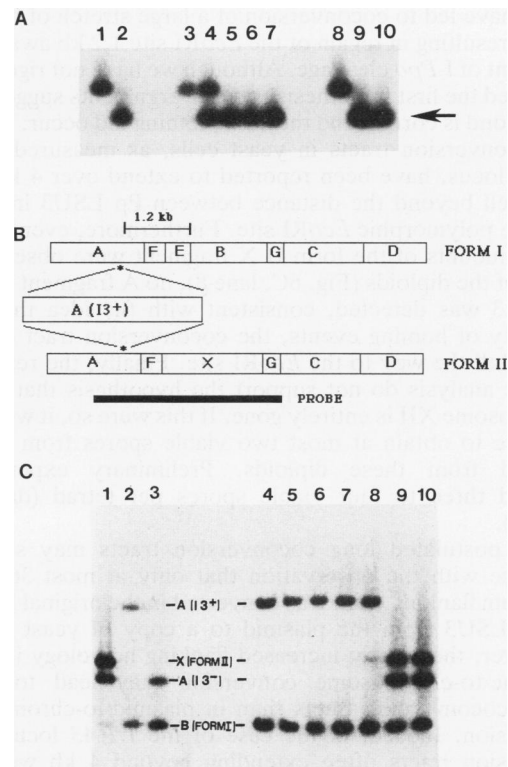 A
1 2 3 4 5 6 7 8 9 10
1.2 kb
B
A F E B G C D FORM I
*
A (I3+)
*
A F X G C D FORM II
PROBE
C
1 2 3 4 5 6 7 8 9 10
A (I3+)
X (FORM II)
A (I3−)
B (FORM I)